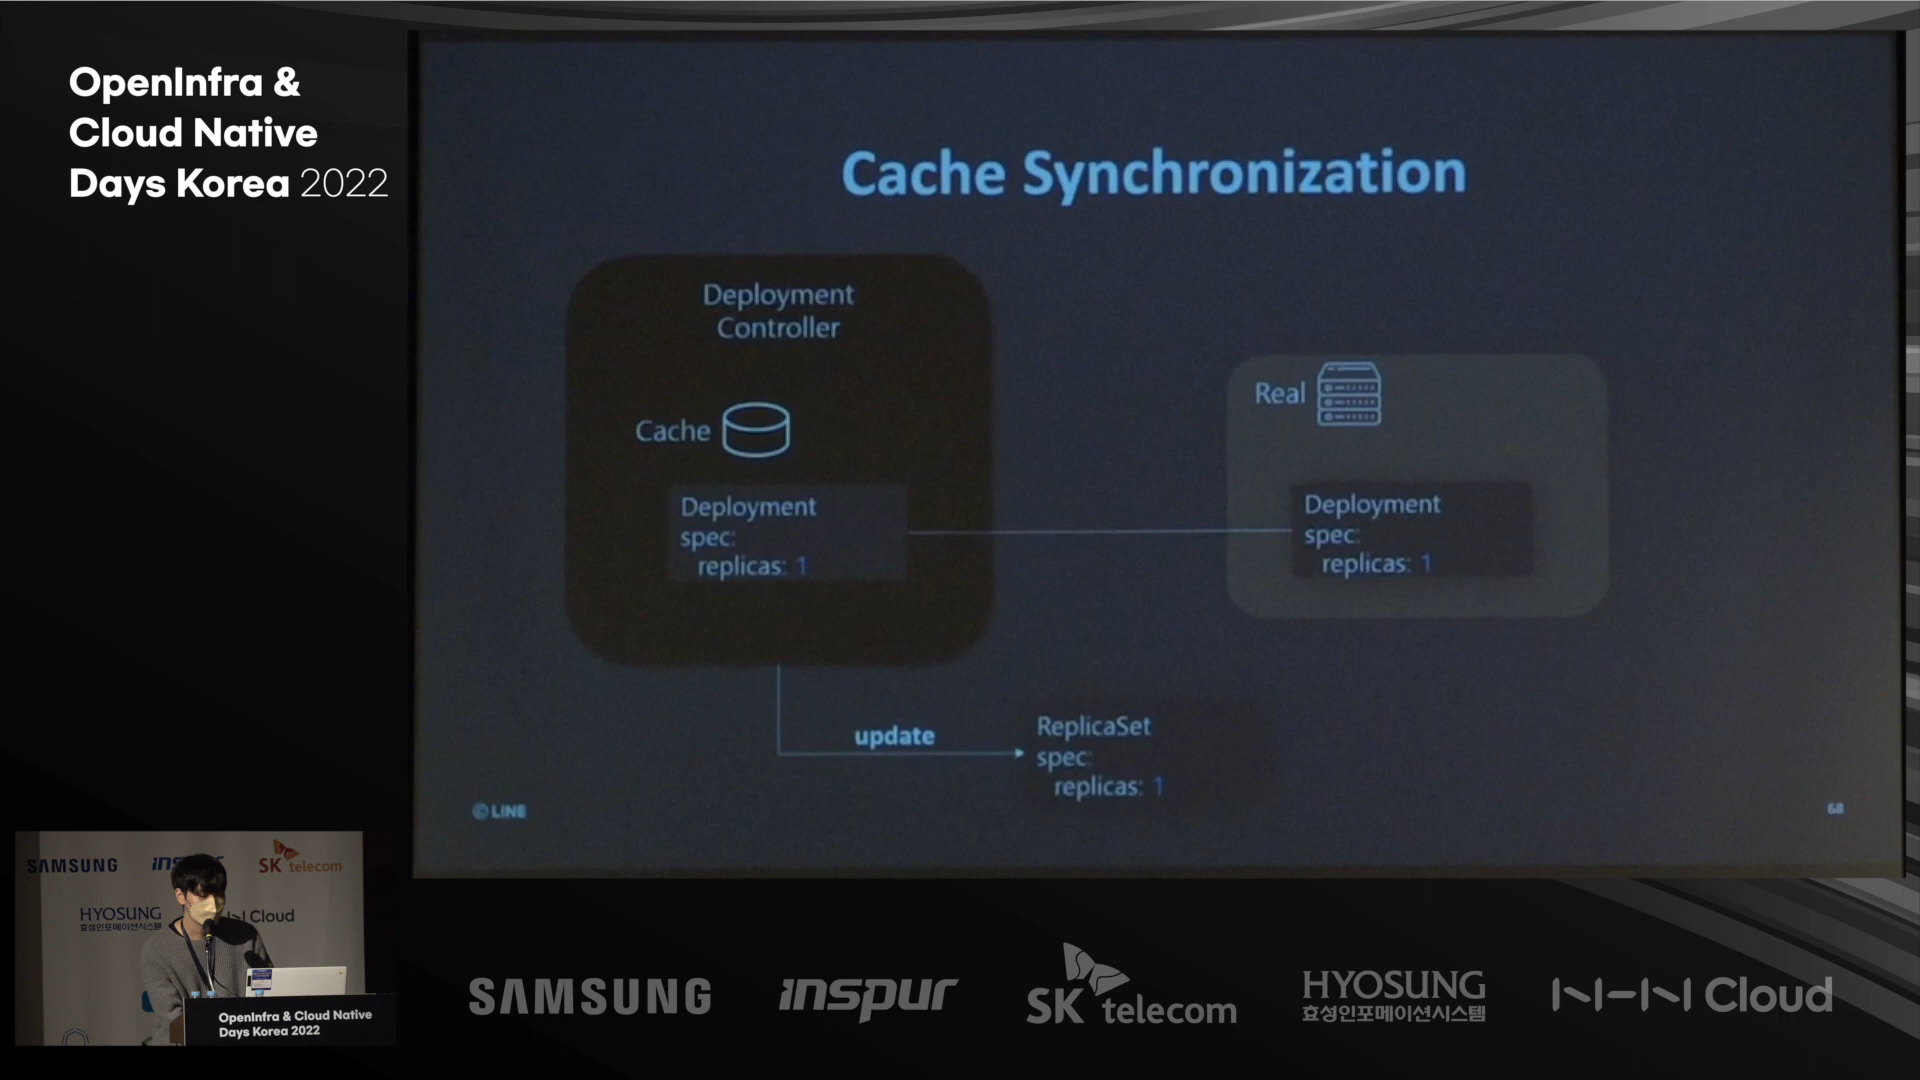 OpenInfra &
Cloud Native
Days Korea 2022
Cache Synchronization
Deployment
Controller
Cache
Deployment
spec:
replicas: 1
Real
Deployment
spec:
replicas: 1
update
ReplicaSet
spec:
replicas: 1
© LINE
68
SAMSUNG
SK telecom
HYOSUNG
효성인포메이션시스템
Cloud
OpenInfra & Cloud Native
Days Korea 2022
SAMSUNG
inspur
SK telecom
HYOSUNG
효성인포메이션시스템
NHN Cloud